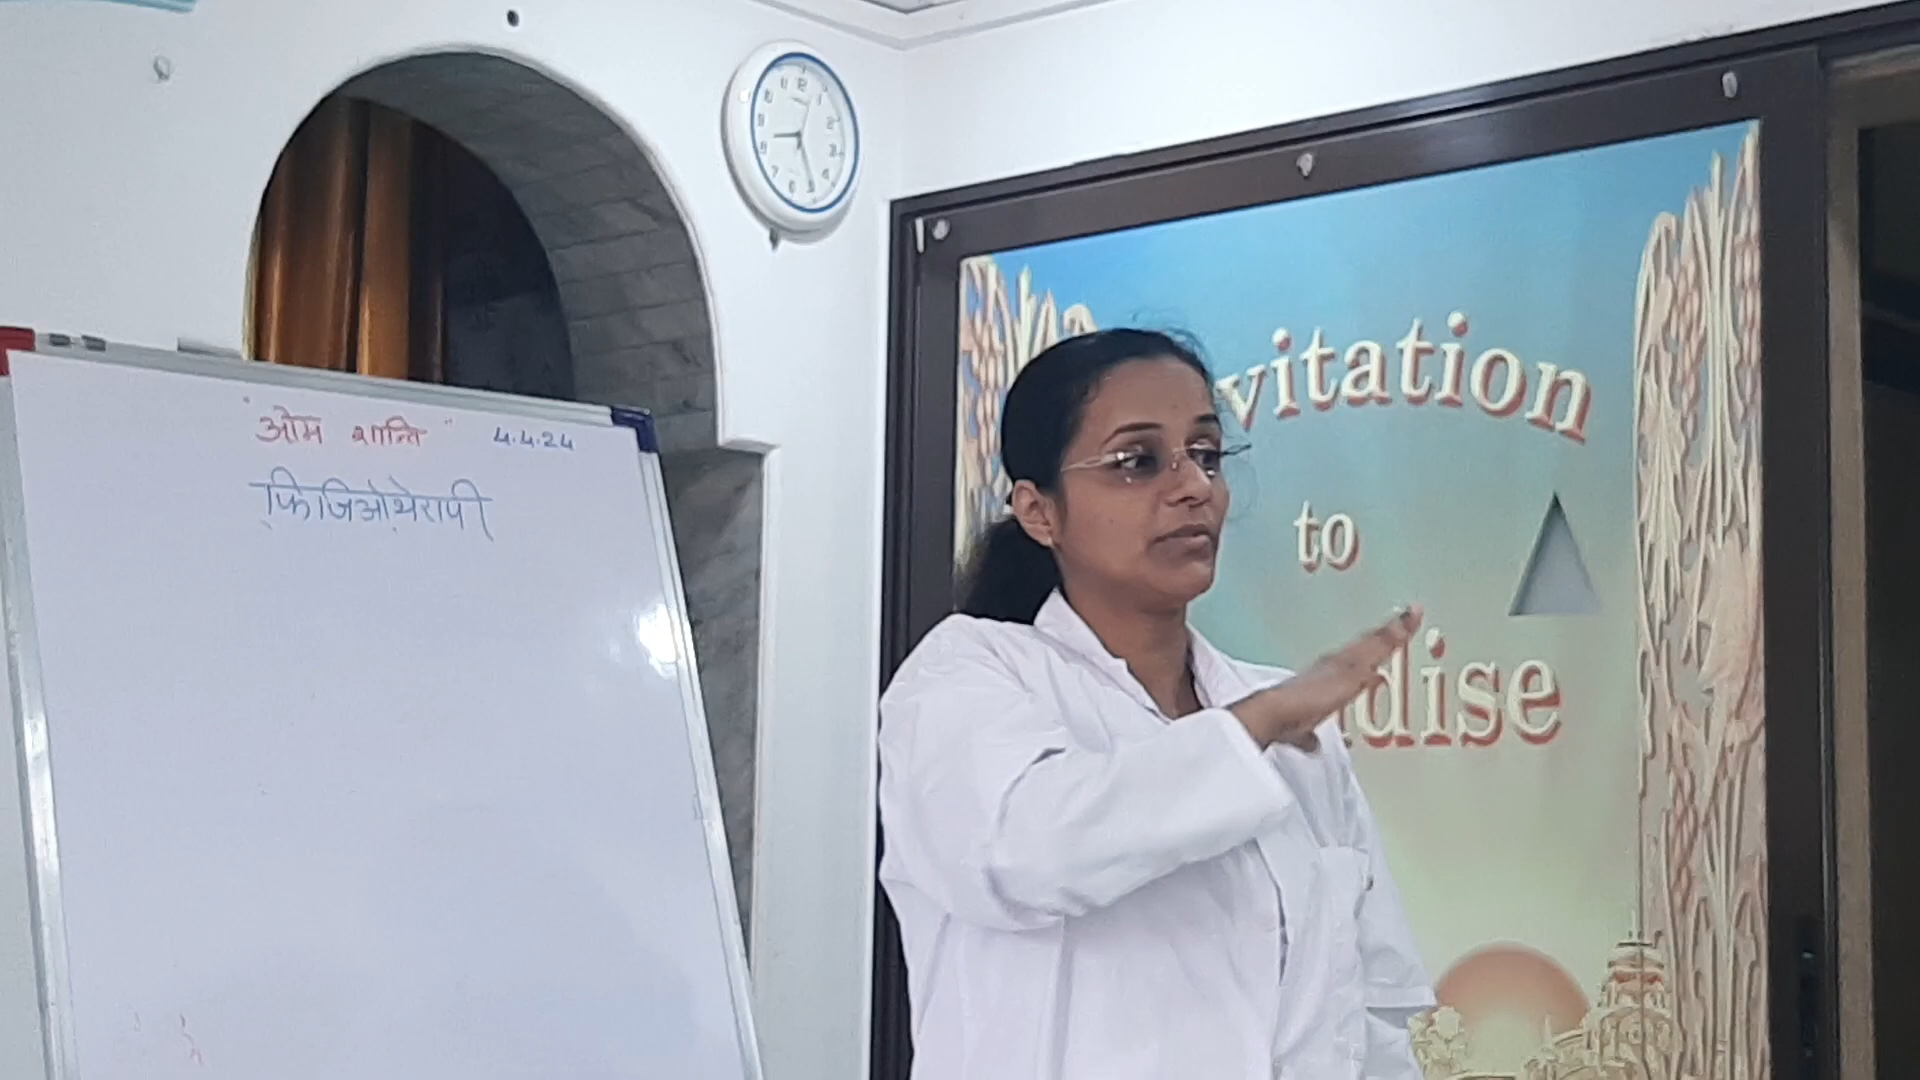 "ओम शान्ति" 4.4.24
फ़िजिओथेरापी
vitation
to
dise